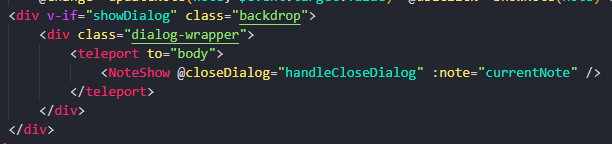 <div v-if="showDialog" class="backdrop">
<div class="dialog-wrapper">
<teleport to="body">
<NoteShow @closeDialog="handleCloseDialog" :note="currentNote" />
</teleport>
</div>
</div>